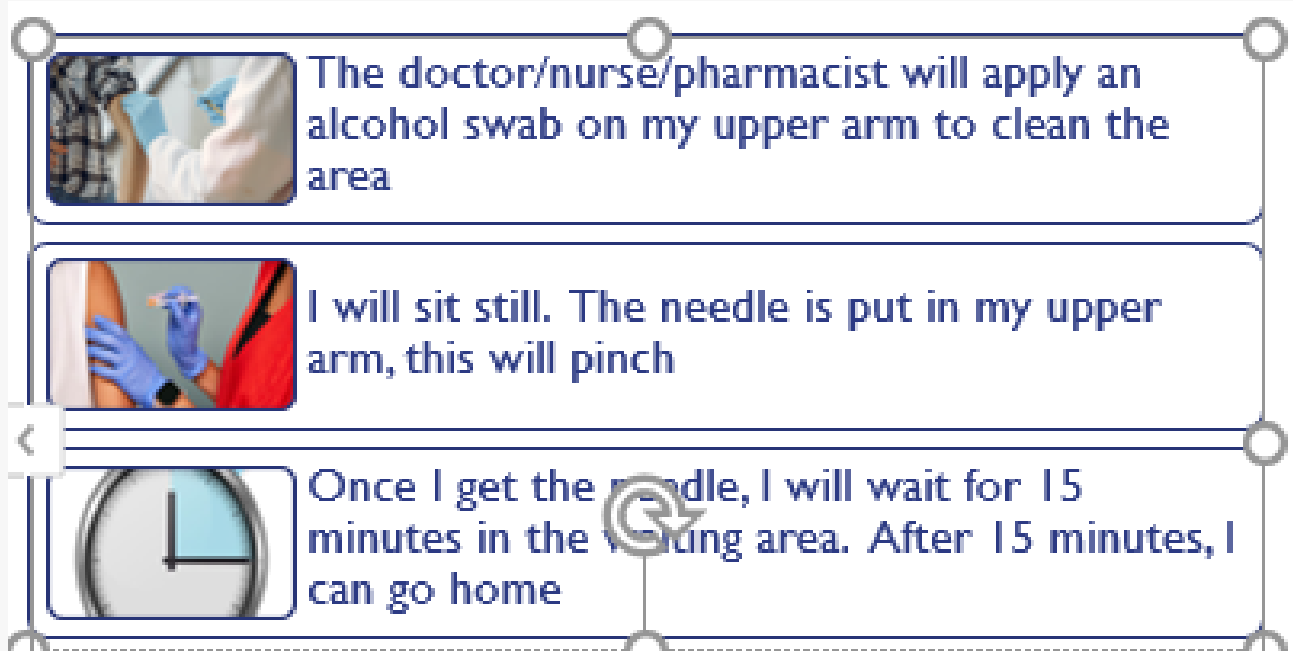 The doctor/nurse/pharmacist will apply an
alcohol swab on my upper arm to clean the
area
I will sit still. The needle is put in my upper
arm, this will pinch
Once I get the needle, I will wait for 15
minutes in the waiting area. After 15 minutes, I
can go home